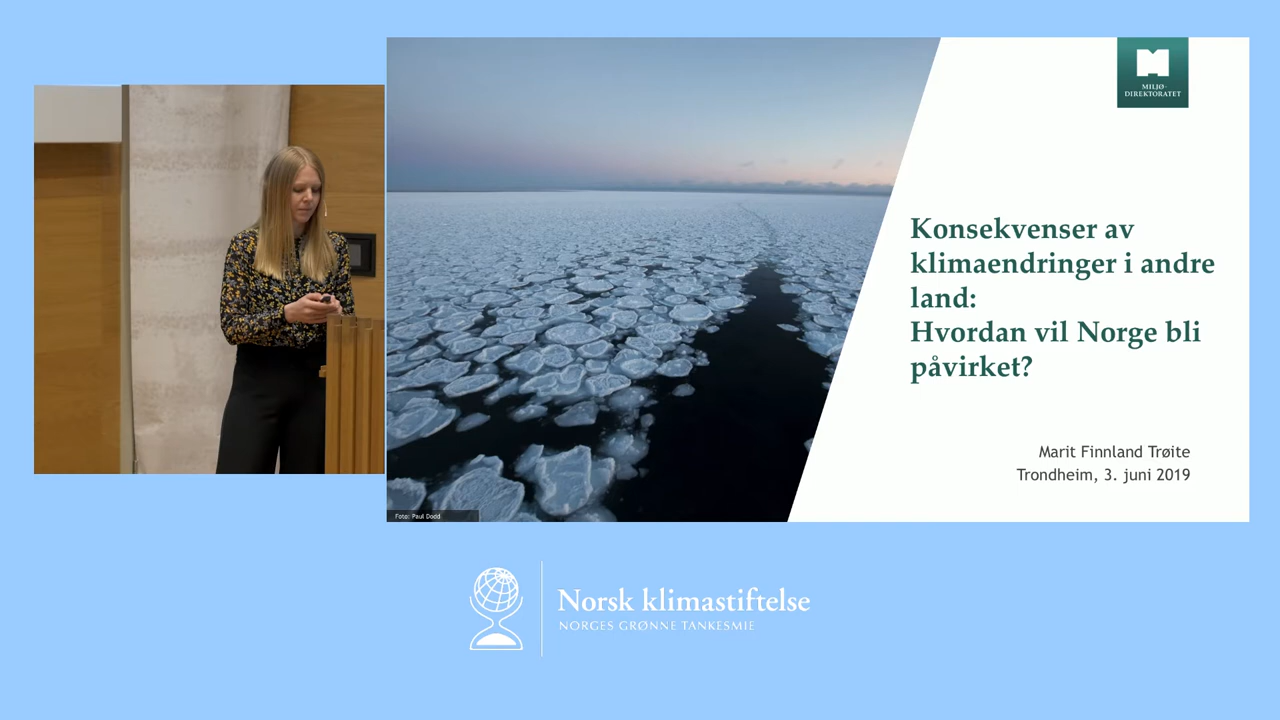 MILJØ-
DIREKTORATET
Konsekvenser av
klimaendringer i andre
land:
Hvordan vil Norge bli
påvirket?
Marit Finnland Trøite
Trondheim, 3. juni 2019
Foto: Paul Dodd
Norsk klimastiftelse
NORGES GRØNNE TANKESMIE